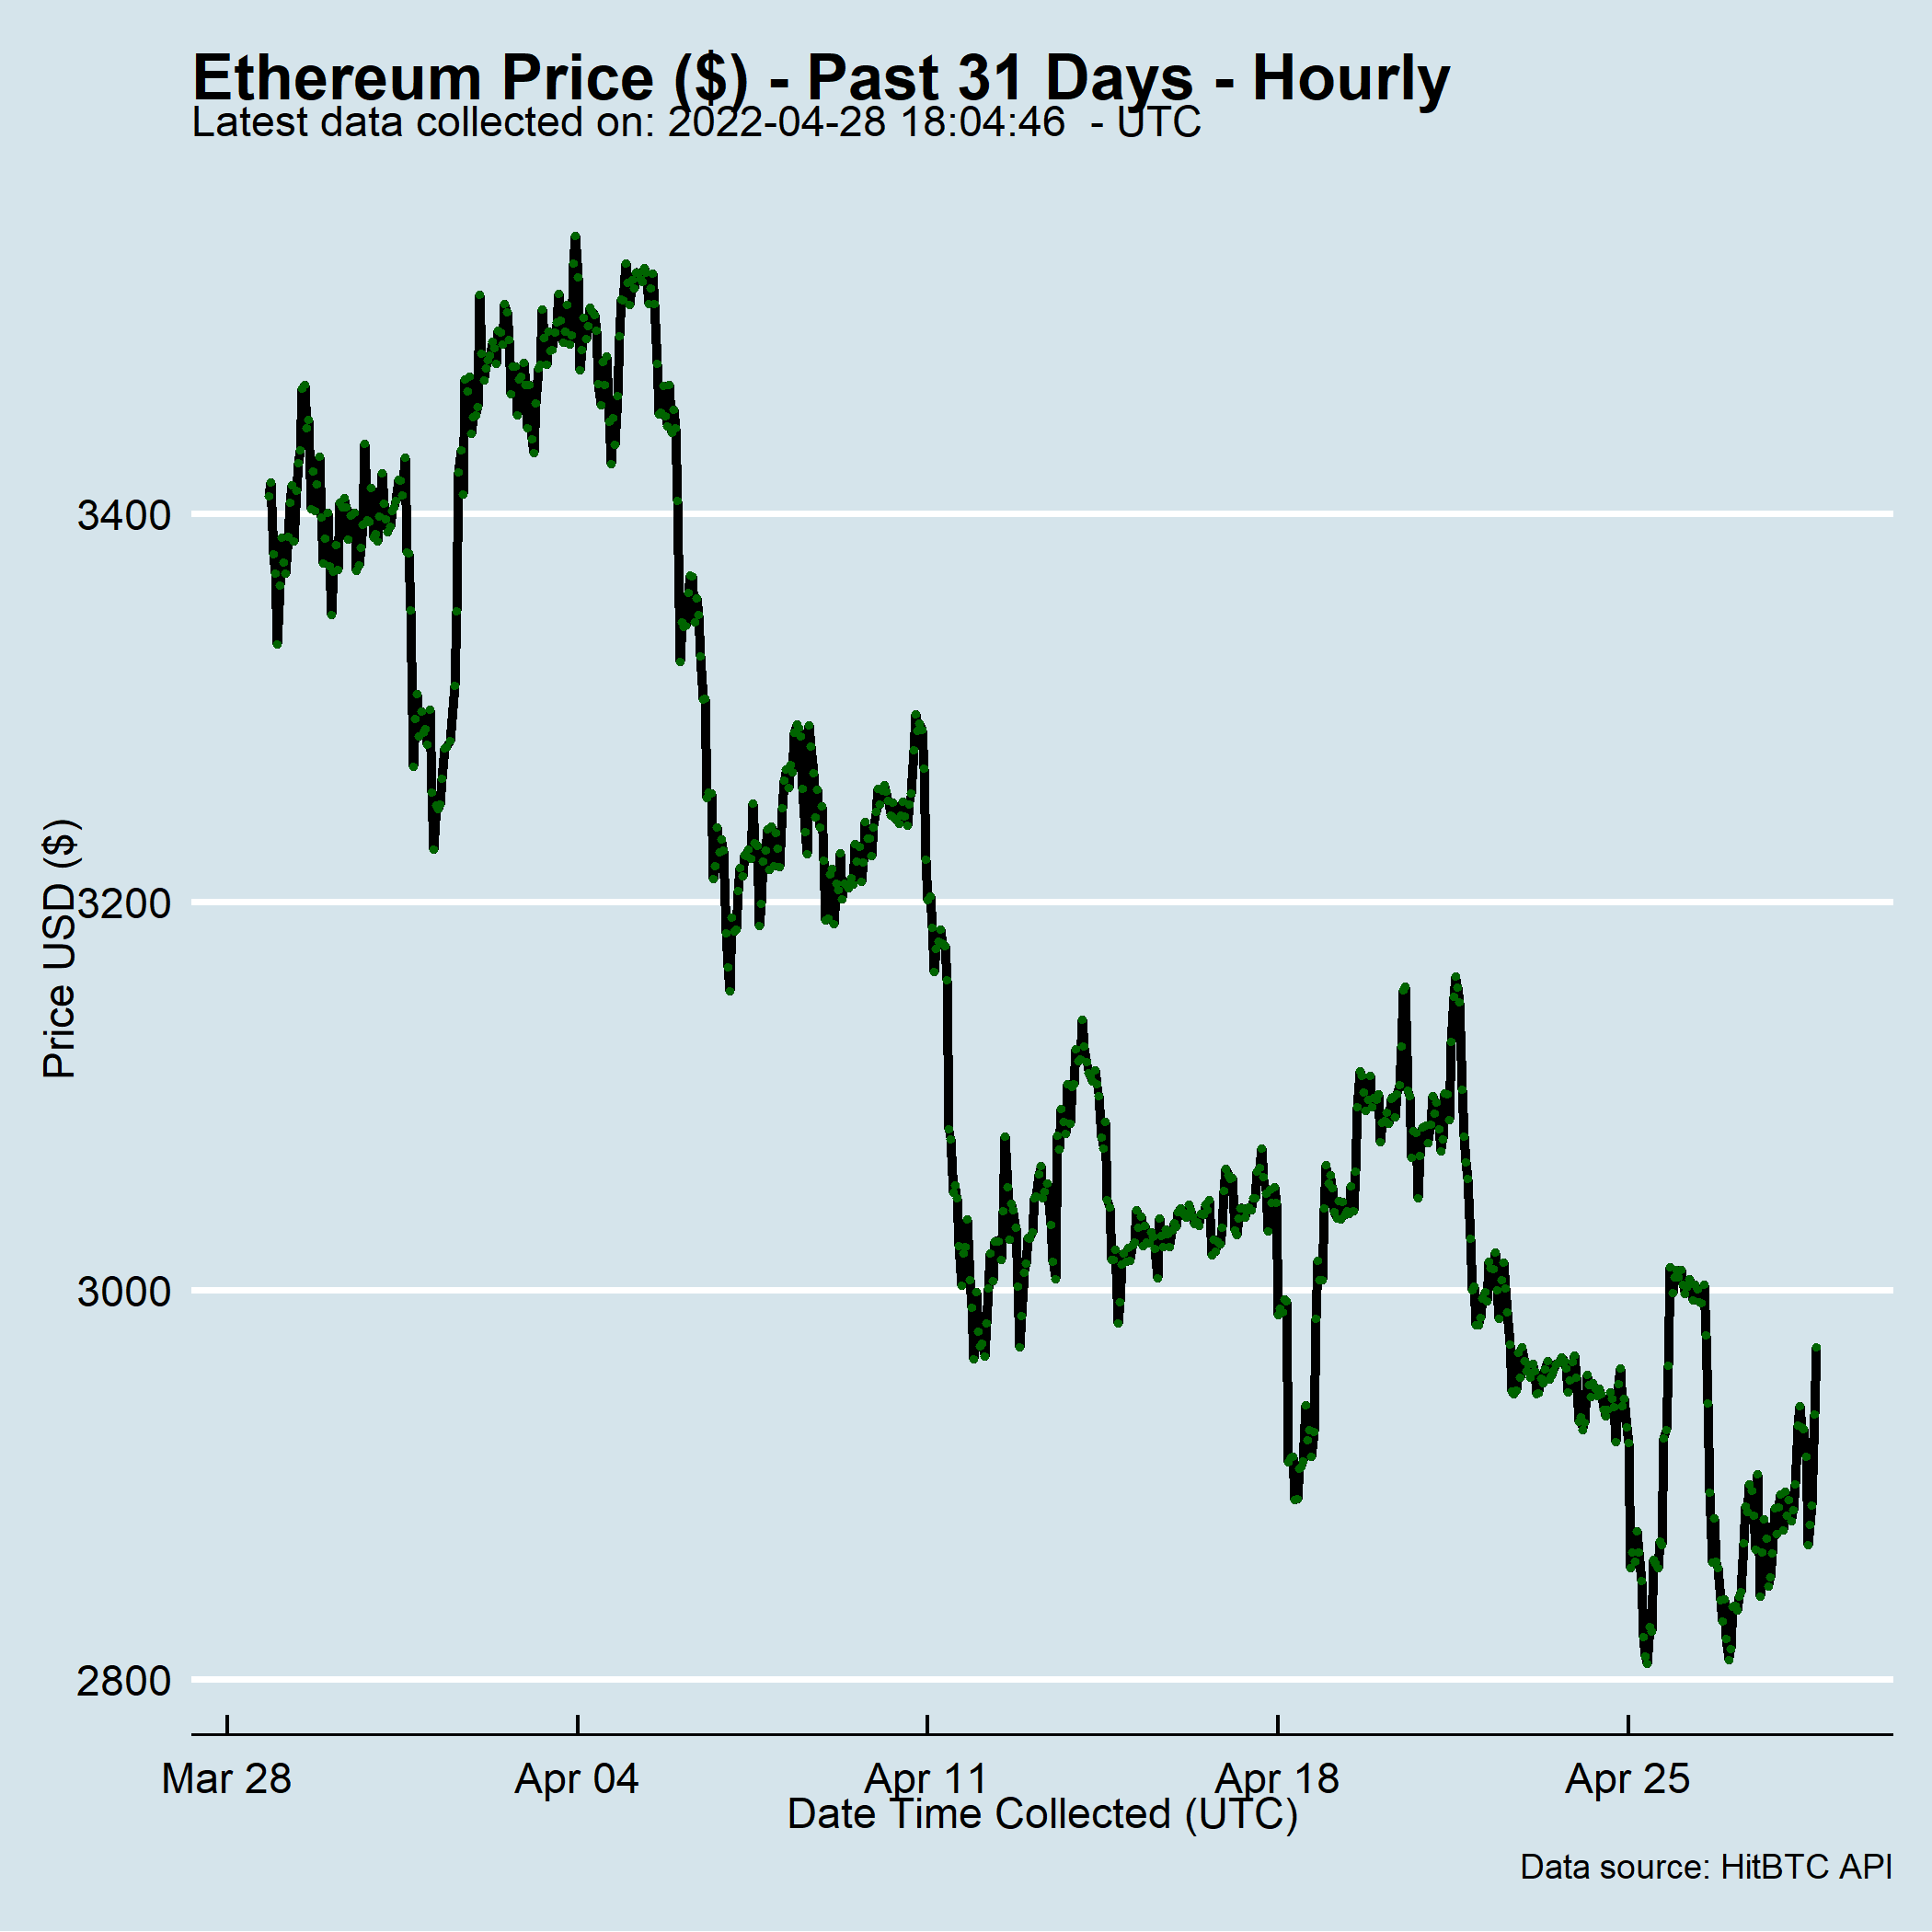 Ethereum Price ($) - Past 31 Days - Hourly
Latest data collected on: 2022-04-28 18:04:46  - UTC
Price USD ($)
3400
3200
3000
2800
Mar 28
Apr 04
Apr 11
Apr 18
Apr 25
Date Time Collected (UTC)
Data source: HitBTC API